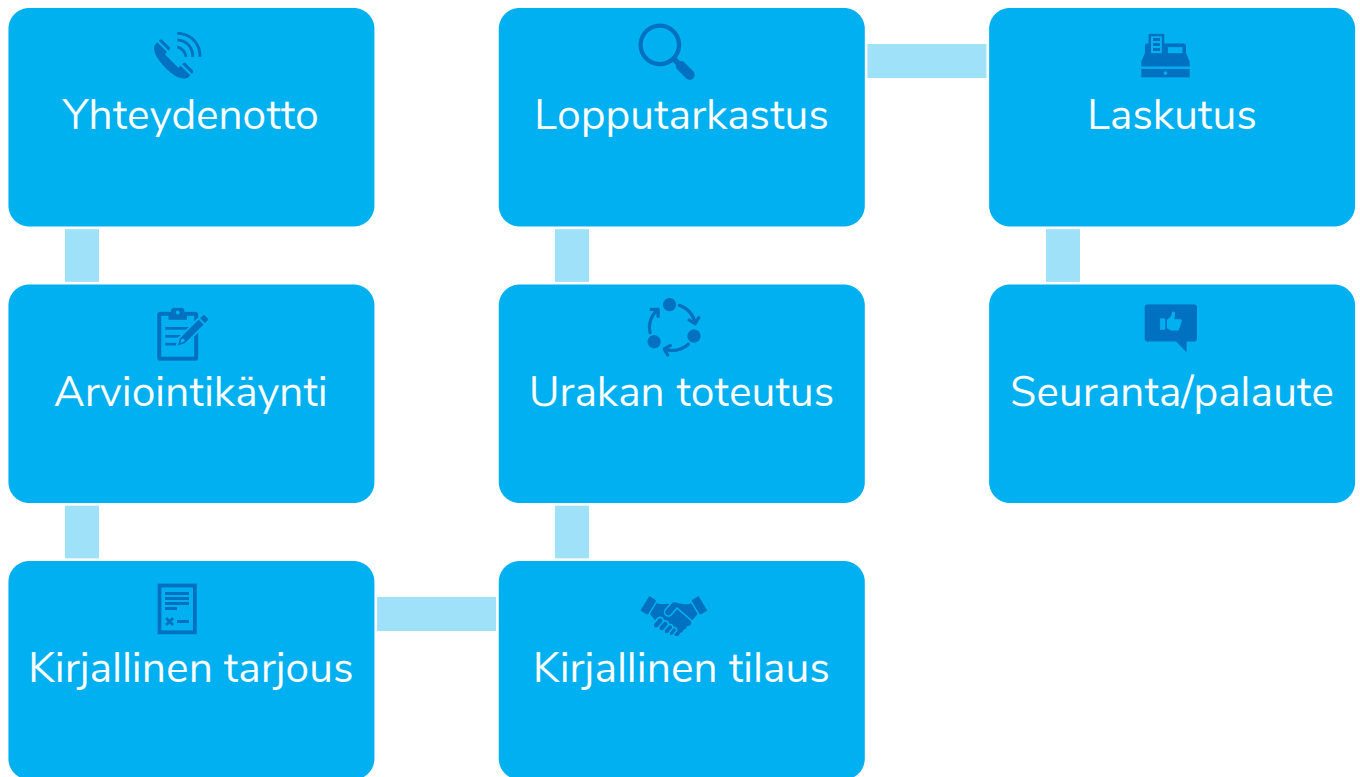 Yhteydenotto
Arviointikäynti
Kirjallinen tarjous
Kirjallinen tilaus
Urakan toteutus
Lopputarkastus
Laskutus
Seuranta/palaute